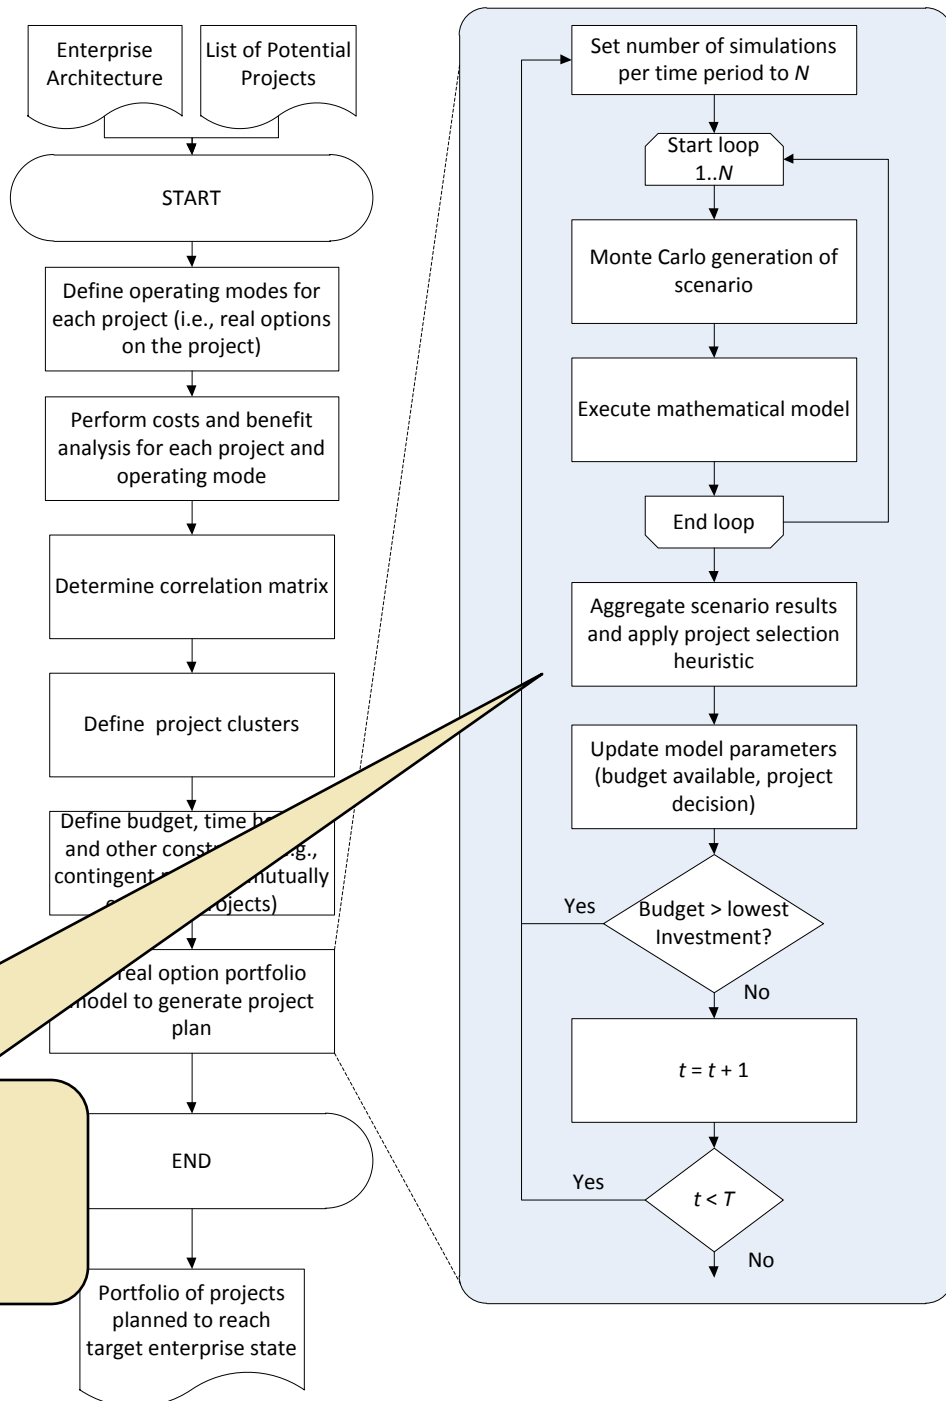 Enterprise
Architecture
List of Potential
Projects
START
Define operating modes for
each project (i.e., real options
on the project)
Perform costs and benefit
analysis for each project and
operating mode
Determine correlation matrix
Define project clusters
Define budget, time
and other .g.,
contingent mutually
projects)
real option portfolio
model to generate project
plan
END
Portfolio of projects
planned to reach
target enterprise state
Set number of simulations
per time period to N
Start loop
1..N
Monte Carlo generation of
scenario
Execute mathematical model
End loop
Aggregate scenario results
and apply project selection
heuristic
Update model parameters
(budget available, project
decision)
Budget > lowest
Investment?
Yes
No
t = t + 1
t < T
Yes
No